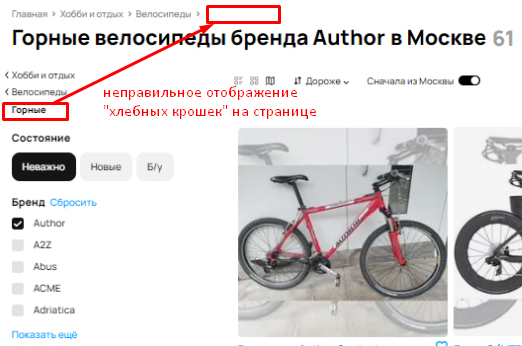 Главная > Хобби и отдых > Велосипеды >
Горные велосипеды бренда Author в Москве 61
< Хобби и отдых
< Велосипеды
Горные
Дороже
Сначала из Москвы
неправильное отображение
"хлебных крошек" на странице
Состояние
Неважно Новые Б/у
Бренд Сбросить
Author
A2Z
Abus
ACME
Adriatica
Показать ещё
AUTHOR